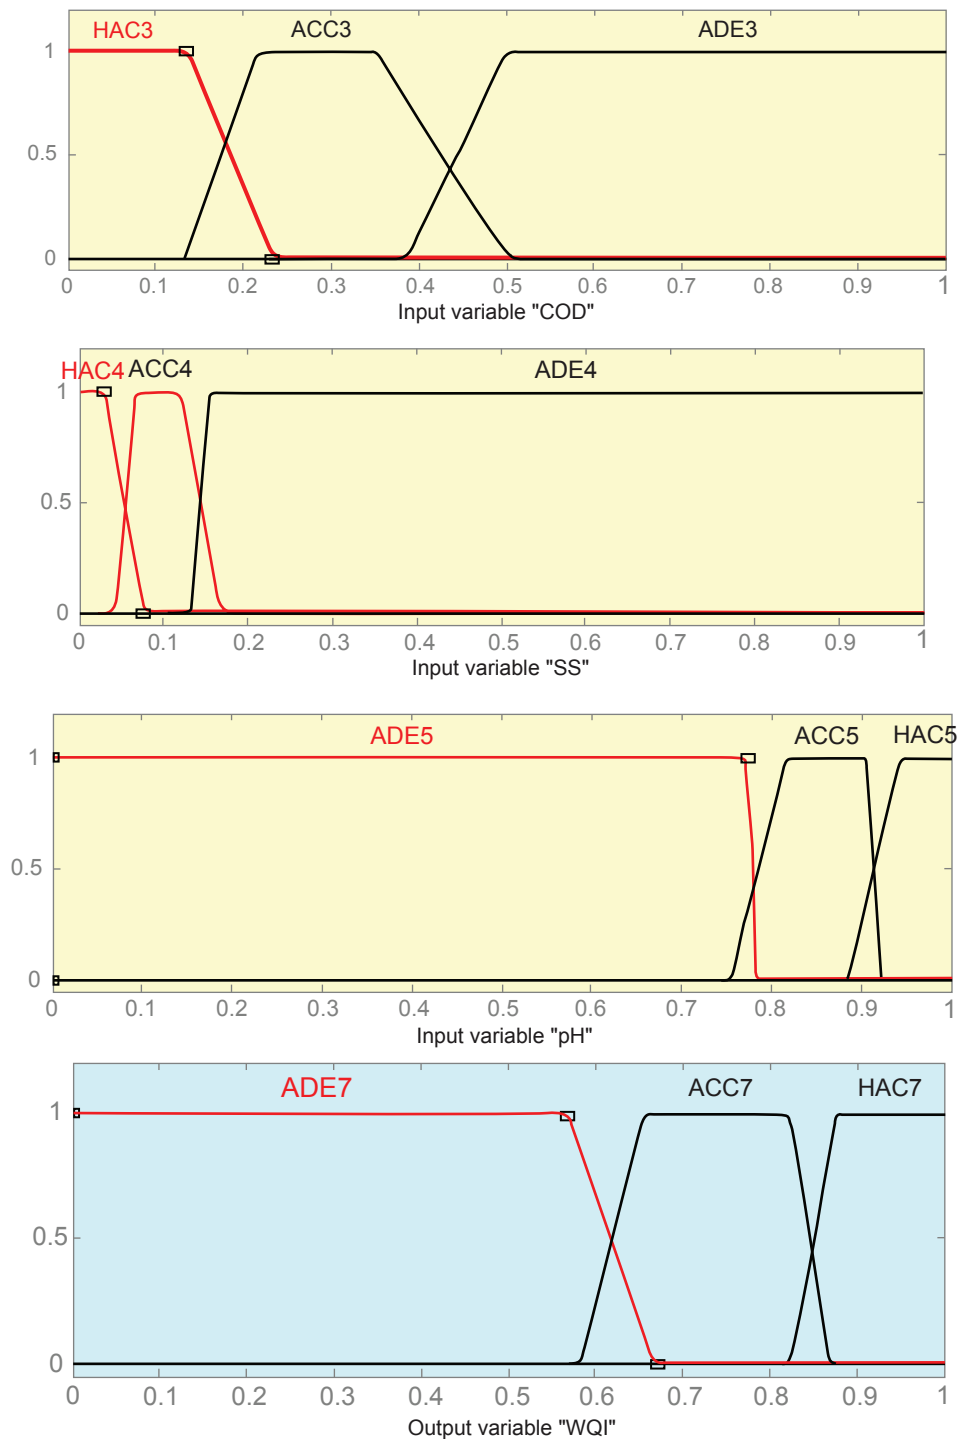 HAC3 ACC3 ADE3
1
0.5
0
0 0.1 0.2 0.3 0.4 0.5 0.6 0.7 0.8 0.9 1
Input variable "COD"
HAC4 ACC4 ADE4
1
0.5
0
0 0.1 0.2 0.3 0.4 0.5 0.6 0.7 0.8 0.9 1
Input variable "SS"
ADE5 ACC5 HAC5
1
0.5
0
0 0.1 0.2 0.3 0.4 0.5 0.6 0.7 0.8 0.9 1
Input variable "pH"
ADE7 ACC7 HAC7
1
0.5
0
0 0.1 0.2 0.3 0.4 0.5 0.6 0.7 0.8 0.9 1
Output variable "WQI"